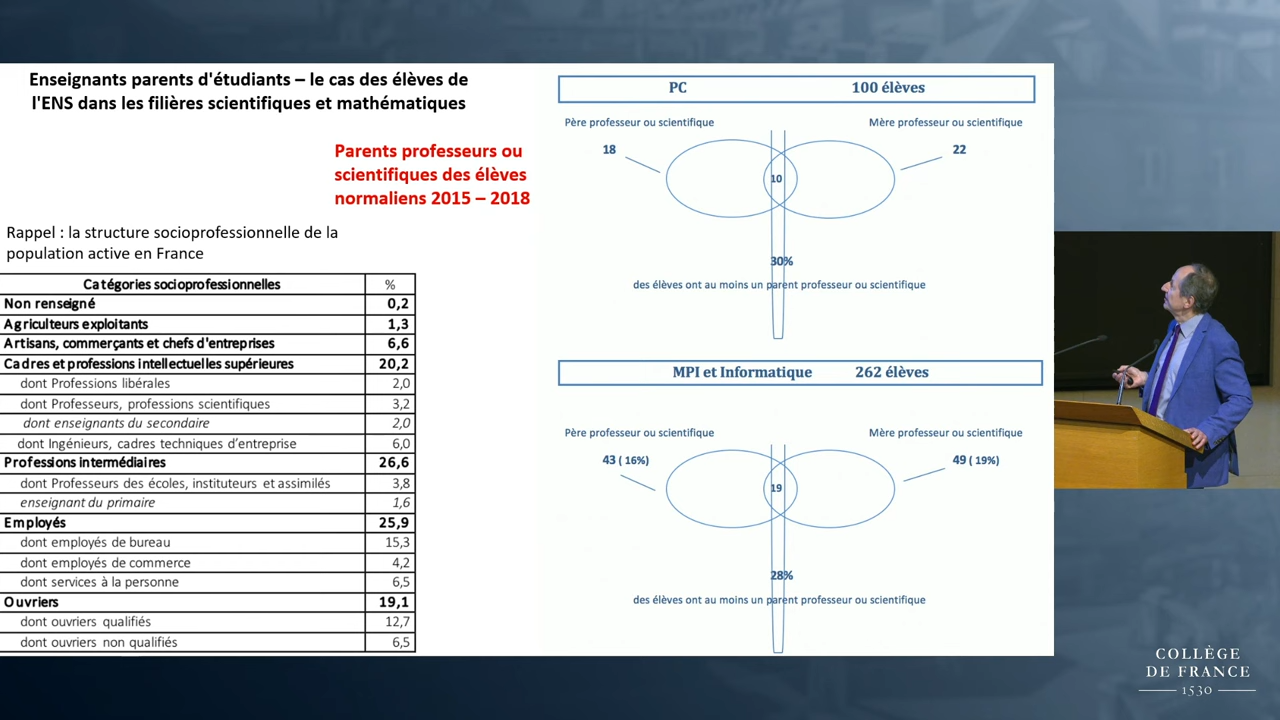 Enseignants parents d'étudiants – le cas des élèves de
l'ENS dans les filières scientifiques et mathématiques
Parents professeurs ou
scientifiques des élèves
normaliens 2015 – 2018
Rappel : la structure socioprofessionnelle de la
population active en France
Catégories socioprofessionnelles %
Non renseigné 0,2
Agriculteurs exploitants 1,3
Artisans, commerçants et chefs d'entreprises 6,6
Cadres et professions intellectuelles supérieures 20,2
dont Professions libérales 2,0
dont Professeurs, professions scientifiques 3,2
dont enseignants du secondaire 2,0
dont Ingénieurs, cadres techniques d'entreprise 6,0
Professions intermédiaires 26,6
dont Professeurs des écoles, instituteurs et assimilés 3,8
enseignant du primaire 1,6
Employés 25,9
dont employés de bureau 15,3
dont employés de commerce 4,2
dont services à la personne 6,5
Ouvriers 19,1
dont ouvriers qualifiés 12,7
dont ouvriers non qualifiés 6,5
PC 100 élèves
Père professeur ou scientifique Mère professeur ou scientifique
18 22
10
30%
des élèves ont au moins un parent professeur ou scientifique
MPI et Informatique 262 élèves
Père professeur ou scientifique Mère professeur ou scientifique
43 ( 16%) 49 ( 19%)
19
28%
des élèves ont au moins un parent professeur ou scientifique
COLLÈGE
DE FRANCE
1530